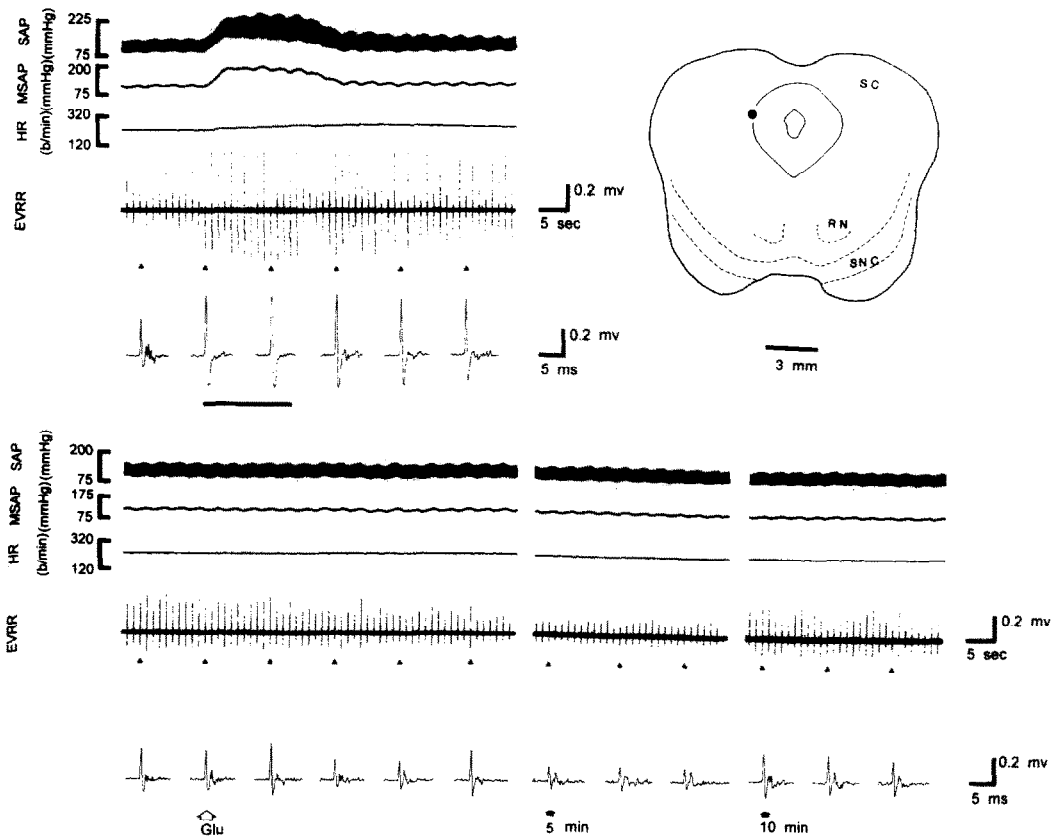 SAP
(mmHg)
225
75
MSAP
(mmHg)
200
75
HR
(b/min)
320
120
EVRR
0.2 mv
5 sec
0.2 mv
5 ms
SC
RN
SNC
3 mm
SAP
(mmHg)
200
75
MSAP
(mmHg)
175
75
HR
(b/min)
320
120
EVRR
0.2 mv
5 sec
0.2 mv
5 ms
Glu
5 min
10 min